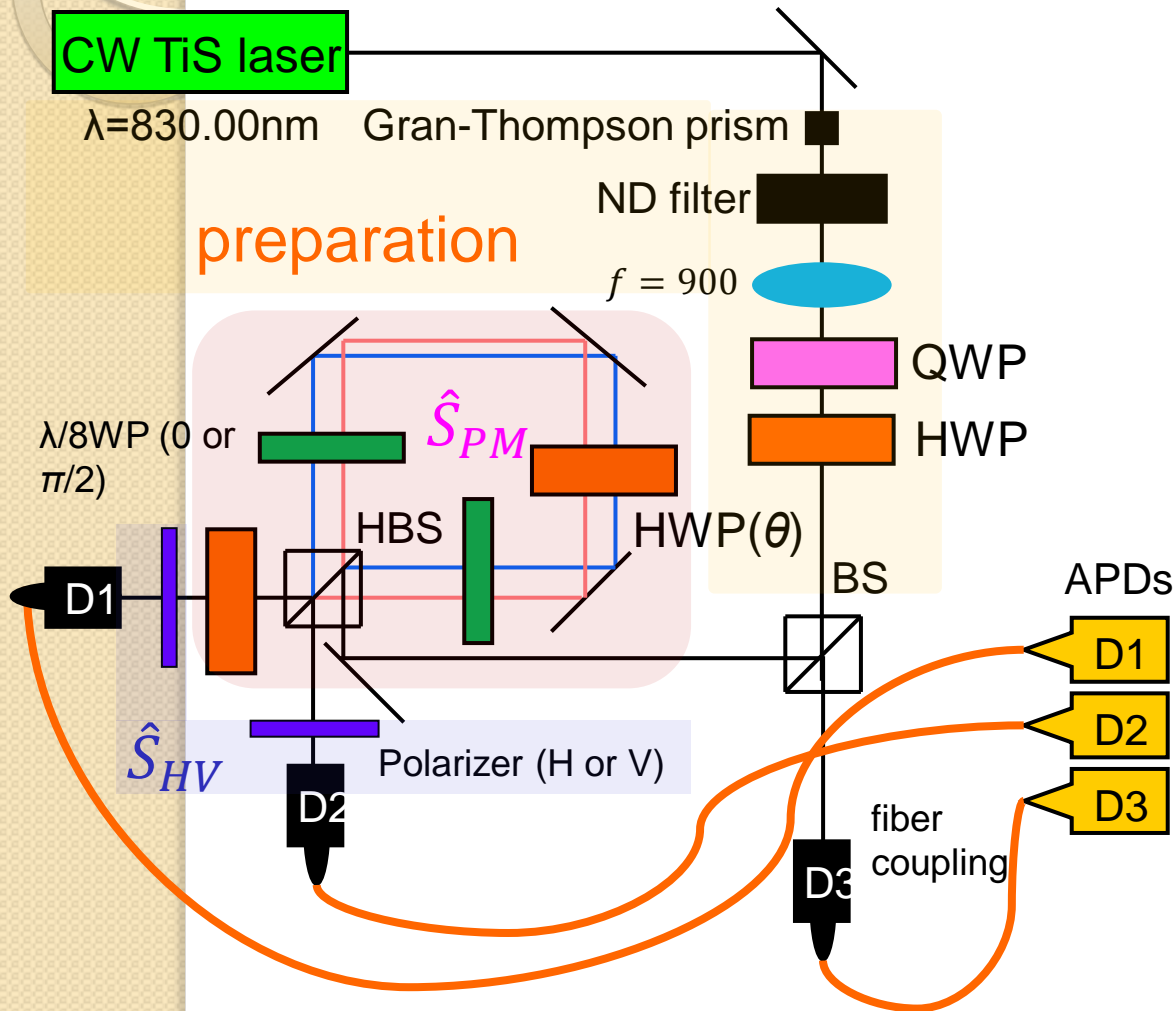 CW TiS laser
λ=830.00nm Gran-Thompson prism
ND filter
preparation
f = 900
QWP
HWP
λ/8WP (0 or
π/2)
Ŝ_PM
HBS
HWP(θ)
BS
APDs
D1
D1
D2
D3
Ŝ_HV
Polarizer (H or V)
D2
fiber
coupling
D3